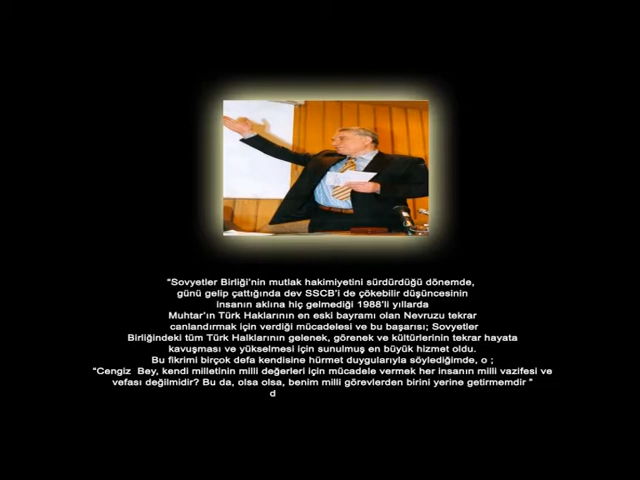 "Sovyetler Birliği'nin mutlak hakimiyetini sürdürdüğü dönemde,
günü gelip çattığında dev SSCB'i de çökebilir düşüncesinin
insanın aklına hiç gelmediği 1988'li yıllarda
Muhtar'ın Türk Haklarının en eski bayramı olan Nevruzu tekrar
canlandırmak için verdiği mücadelesi ve bu başarısı; Sovyetler
Birliğindeki tüm Türk Halklarının gelenek, görenek ve kültürlerinin tekrar hayata
kavuşması ve yükselmesi için sunulmuş en büyük hizmet oldu.
Bu fikrimi birçok defa kendisine hürmet duygularıyla söylediğimde, o ;
"Cengiz Bey, kendi milletinin milli değerleri için mücadele vermek her insanın milli vazifesi ve
vefası değilmidir? Bu da, olsa olsa, benim milli görevlerden birini yerine getirmemdir "
d